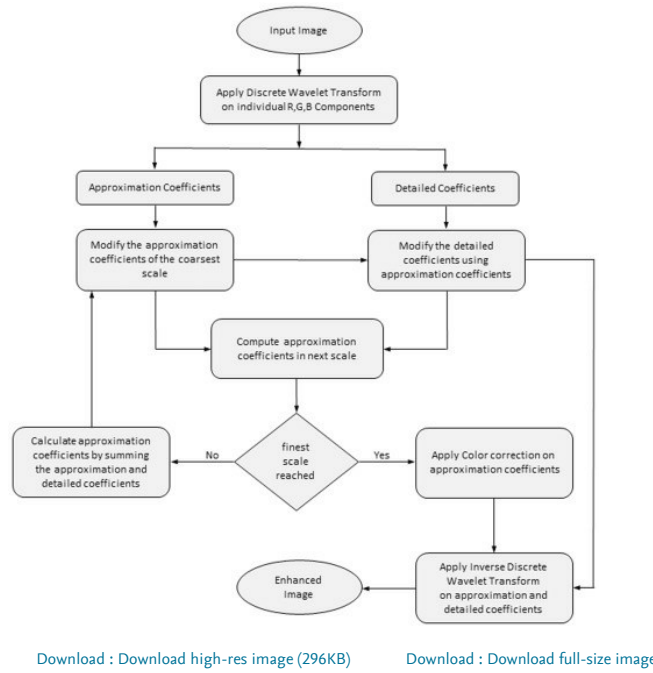 Input Image
Apply Discrete Wavelet Transform
on individual R,G,B Components
Approximation Coefficients
Detailed Coefficients
Modify the approximation
coefficients of the coarsest
scale
Modify the detailed
coefficients using
approximation coefficients
Compute approximation
coefficients in next scale
Calculate approximation
coefficients by summing
the approximation and
detailed coefficients
No
finest
scale
reached
Yes
Apply Color correction on
approximation coefficients
Enhanced
Image
Apply Inverse Discrete
Wavelet Transform
on approximation and
detailed coefficients
Download : Download high-res image (296KB)
Download : Download full-size image